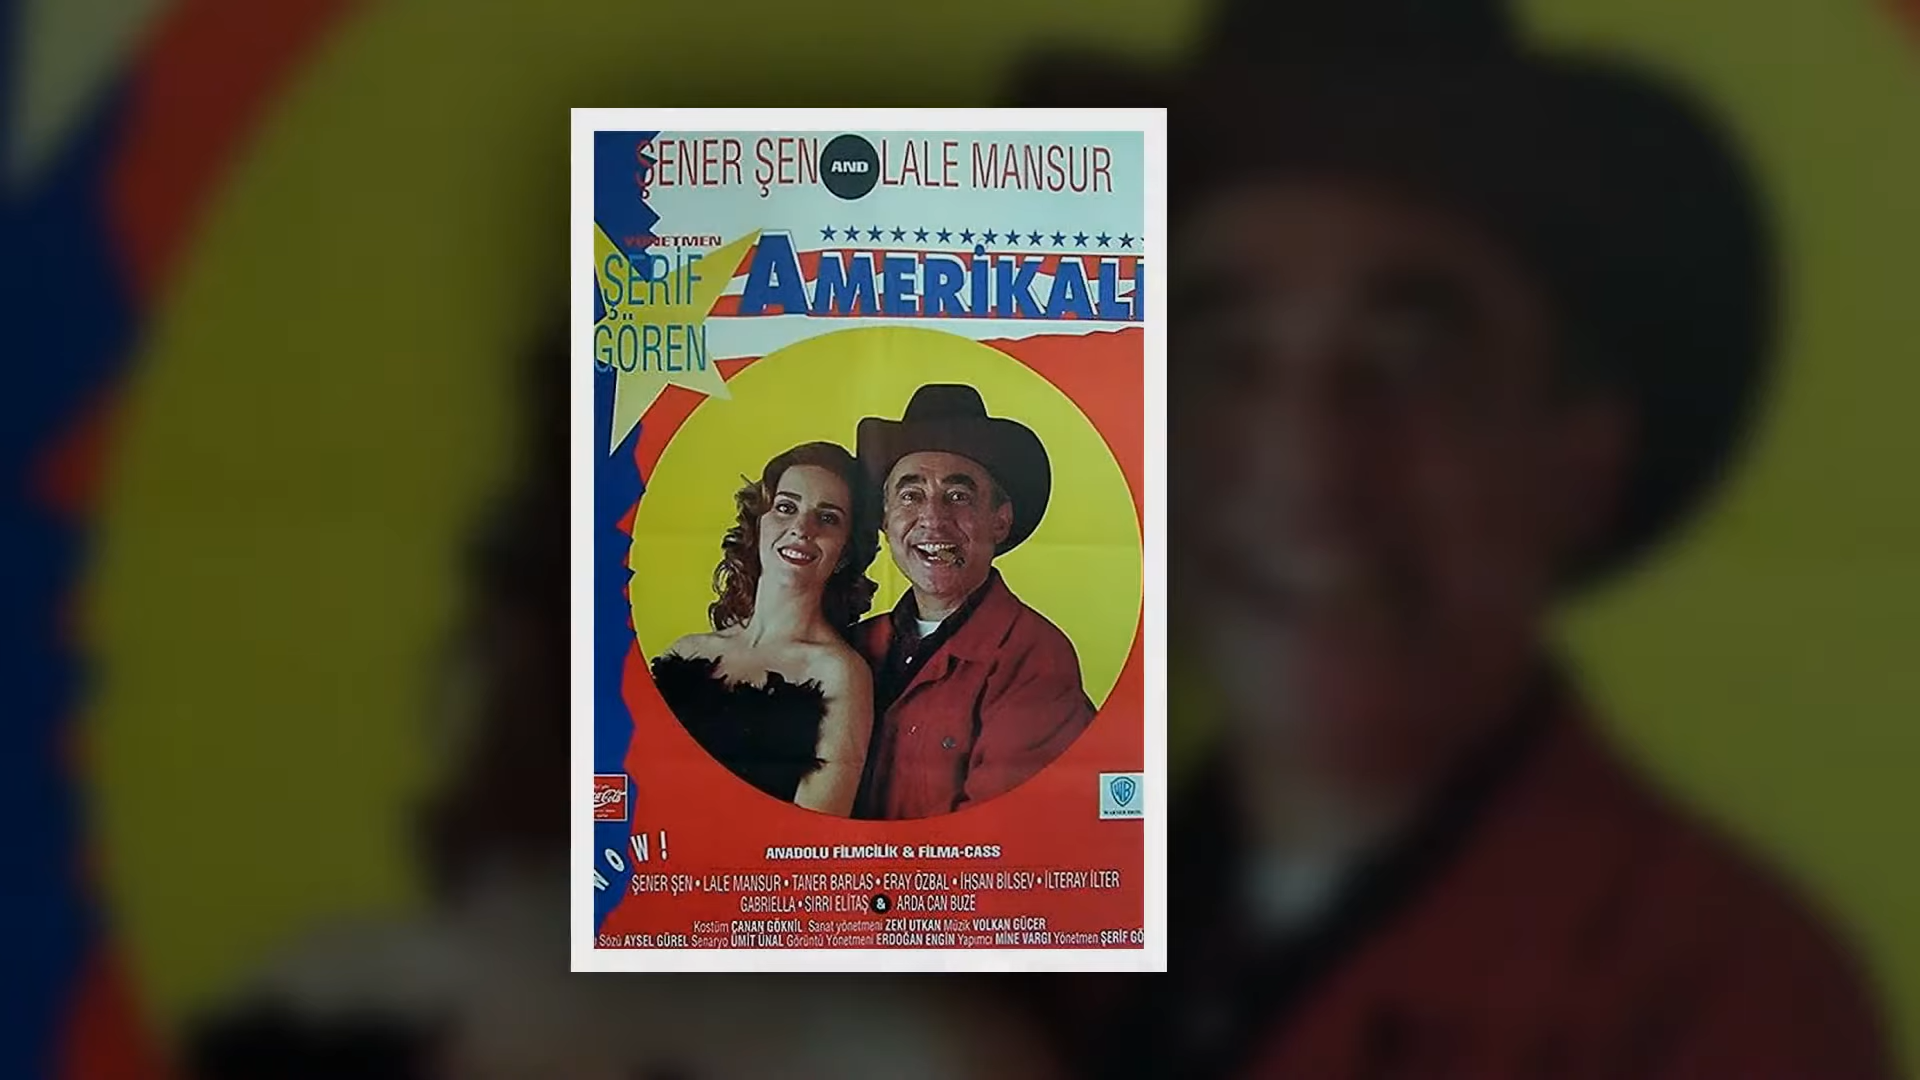 ŞENER ŞEN AND LALE MANSUR
YÖNETMEN
ŞERİF
GÖREN
AMERİKALI
WOW!
ANADOLU FİLMCİLİK & FİLMA-CASS
ŞENER ŞEN • LALE MANSUR • TANER BARLAS • ERAY ÖZBAL • İHSAN BİLSEV • İLTERAY İLTER
GABRIELLA • SIRRI ELİTAŞ & ARDA CAN BUZE
Kostüm CANAN GÖKNİL Sanat yönetmeni ZEKİ UTKAN Müzik VOLKAN GÜCER
Sözü AYSEL GÜREL Senaryo ÜMİT ÜNAL Görüntü Yönetmeni ERDOĞAN ENGİN Yapımcı MİNE VARGI Yönetmen ŞERİF GÖ